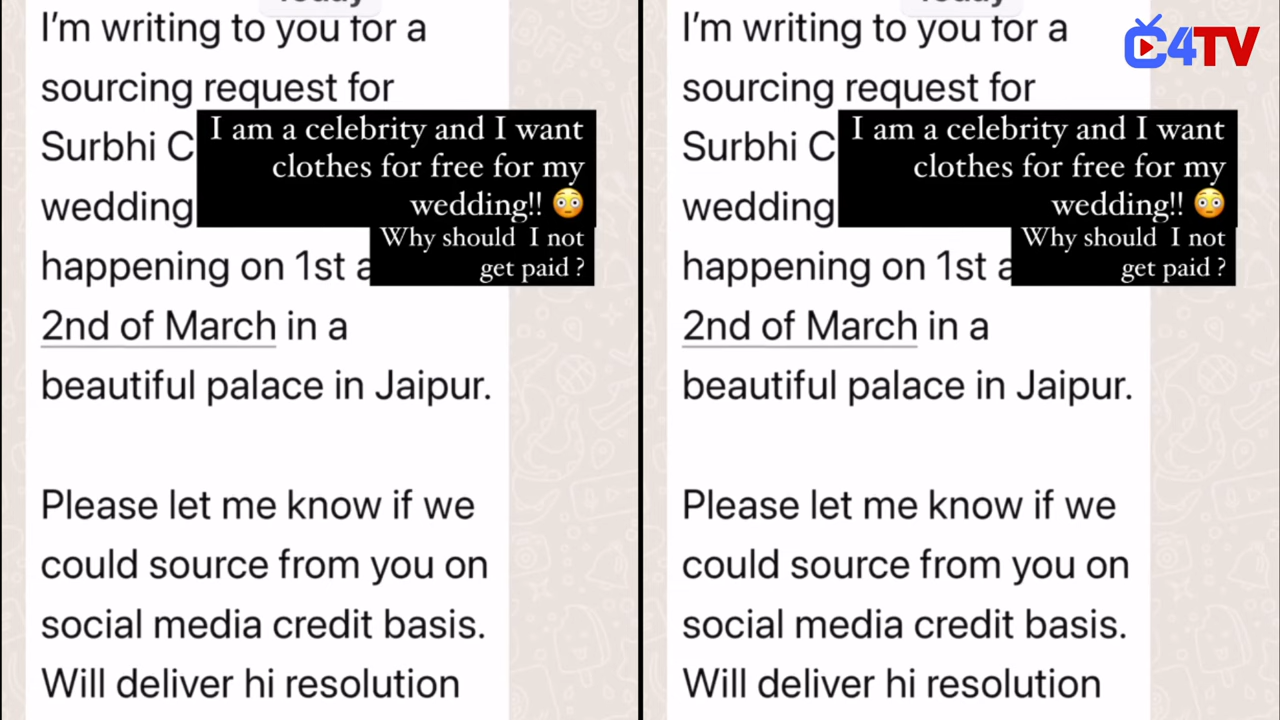 Today
I'm writing to you for a
sourcing request for
Surbhi C
wedding
happening on 1st a
2nd of March in a
beautiful palace in Jaipur.
Please let me know if we
could source from you on
social media credit basis.
Will deliver hi resolution
I am a celebrity and I want
clothes for free for my
wedding!! 😳
Why should I not
get paid ?
Today
I'm writing to you for a
sourcing request for
Surbhi C
wedding
happening on 1st a
2nd of March in a
beautiful palace in Jaipur.
Please let me know if we
could source from you on
social media credit basis.
Will deliver hi resolution
I am a celebrity and I want
clothes for free for my
wedding!! 😳
Why should I not
get paid ?
C4TV